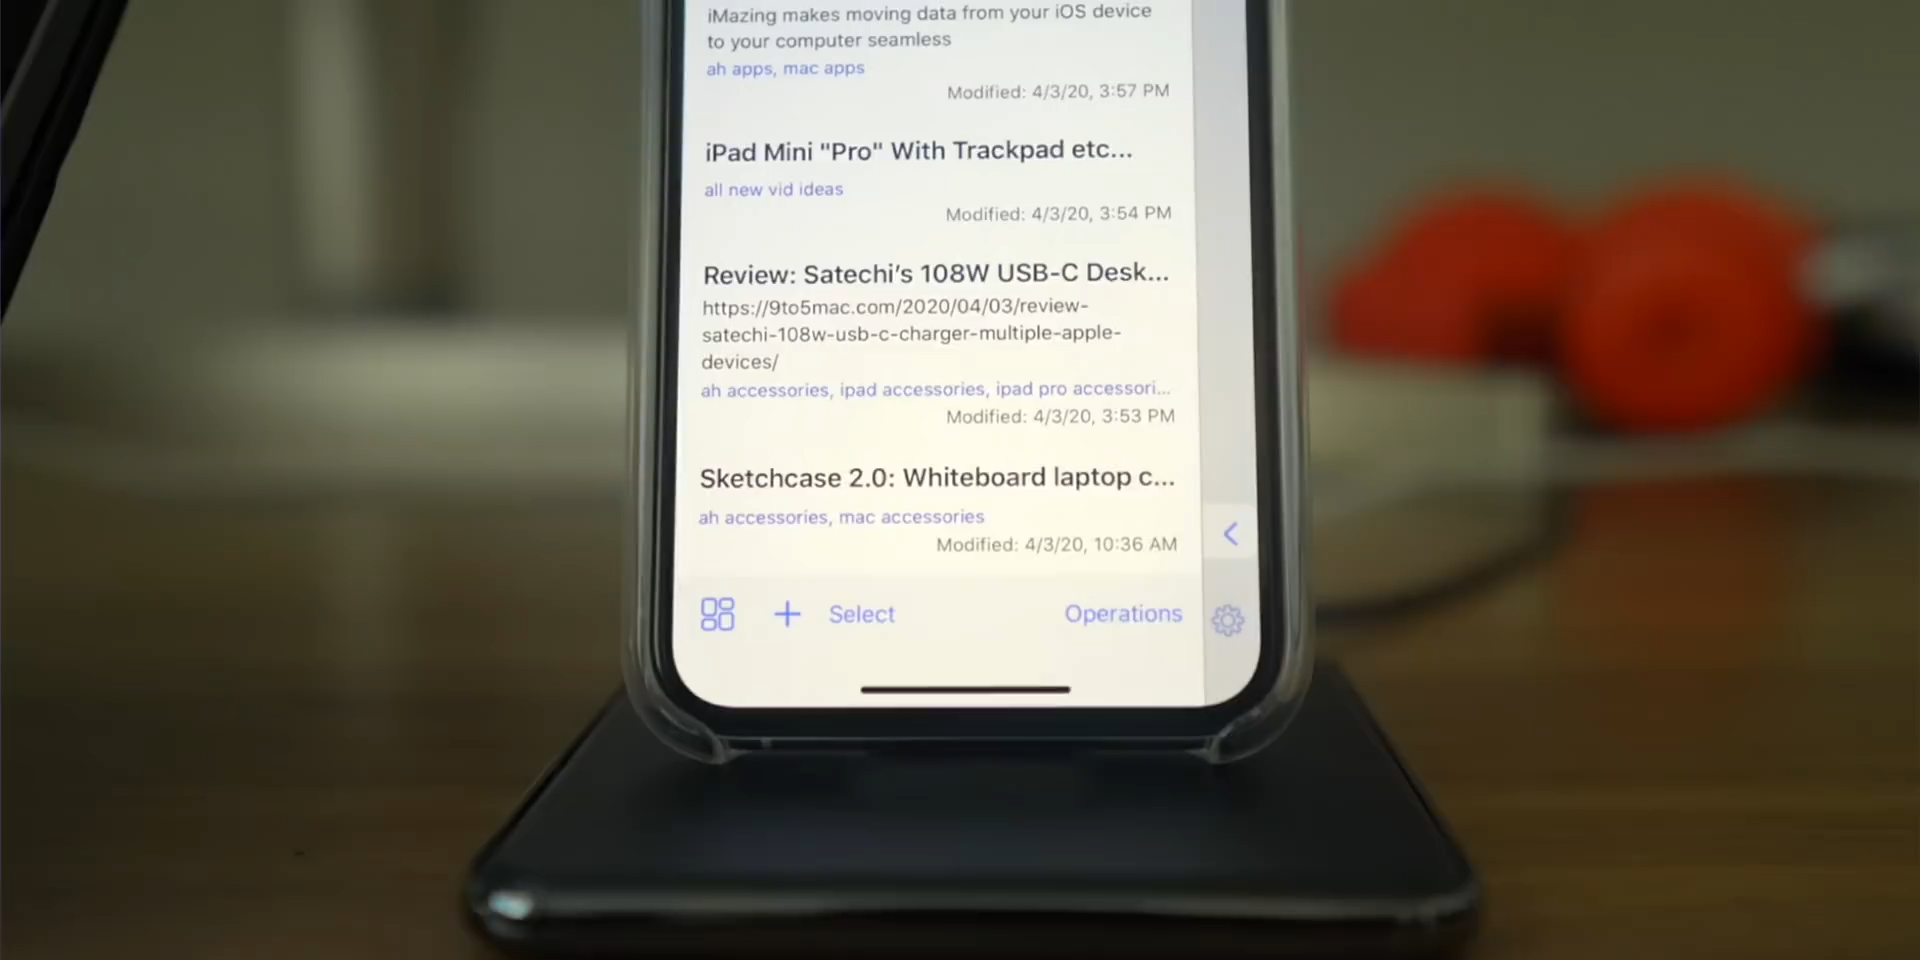 iMazing makes moving data from your iOS device
to your computer seamless
ah apps, mac apps
Modified: 4/3/20, 3:57 PM
iPad Mini "Pro" With Trackpad etc...
all new vid ideas
Modified: 4/3/20, 3:54 PM
Review: Satechi’s 108W USB-C Desk...
https://9to5mac.com/2020/04/03/review-
satechi-108w-usb-c-charger-multiple-apple-
devices/
ah accessories, ipad accessories, ipad pro accessori...
Modified: 4/3/20, 3:53 PM
Sketchcase 2.0: Whiteboard laptop c...
ah accessories, mac accessories
Modified: 4/3/20, 10:36 AM
Select Operations